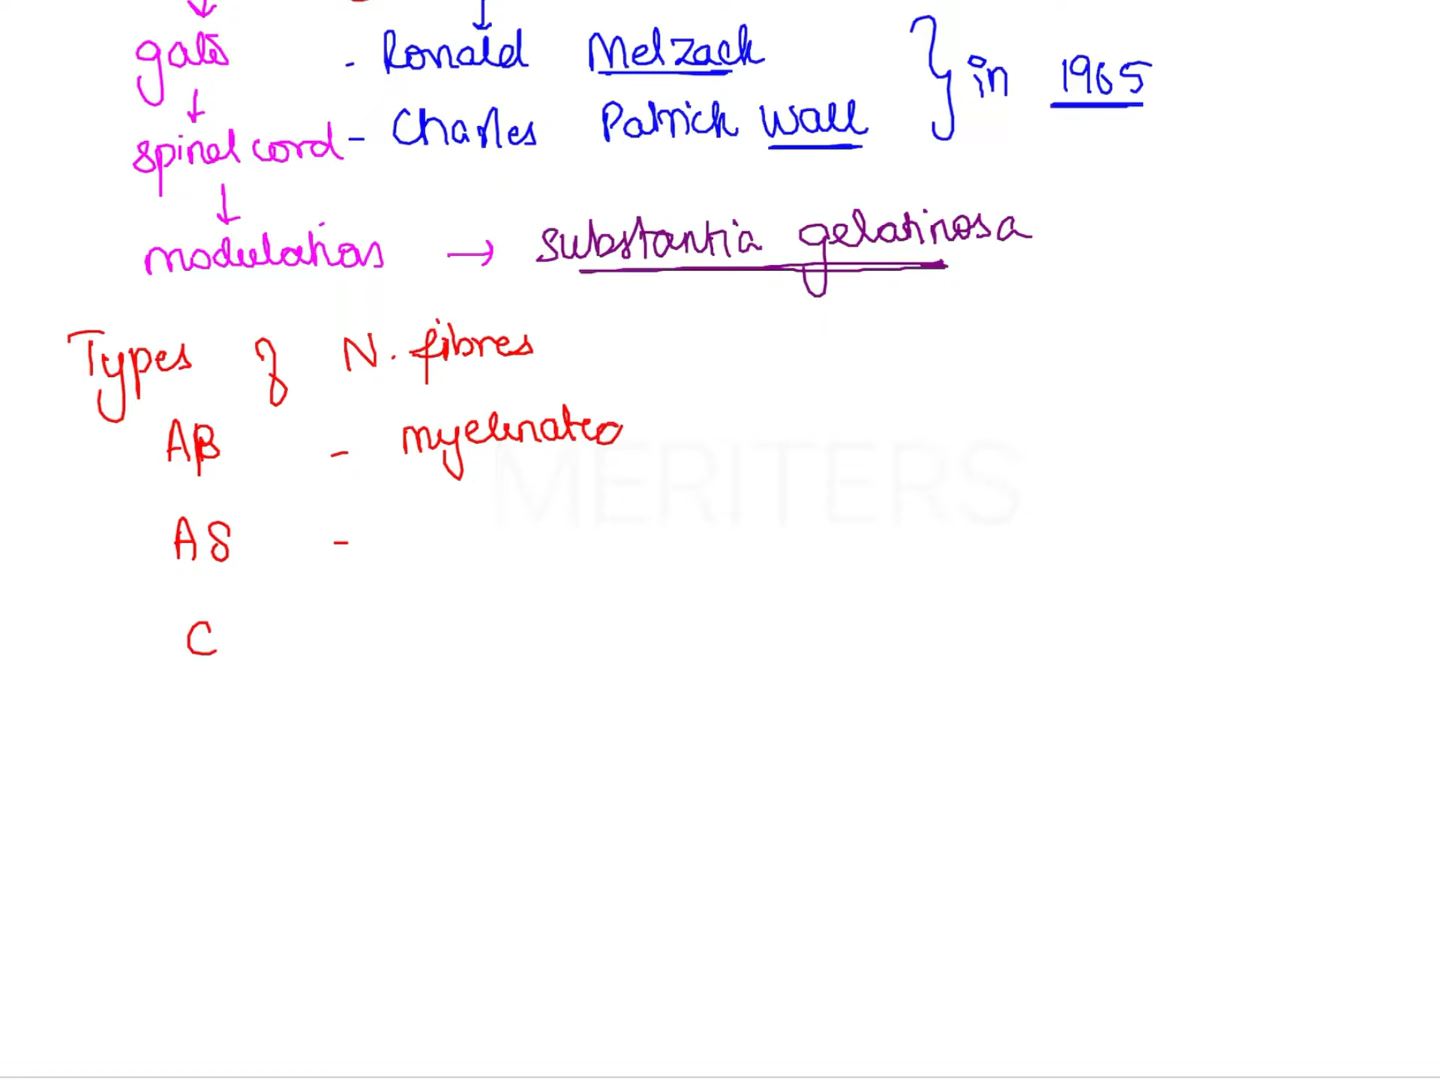 gate - Ronald Melzack } in 1965
spinal cord - Charles Patrick Wall
modulation → substantia gelatinosa
Types of N. fibres
Aβ - myelinated
MERITERS
Aδ -
C